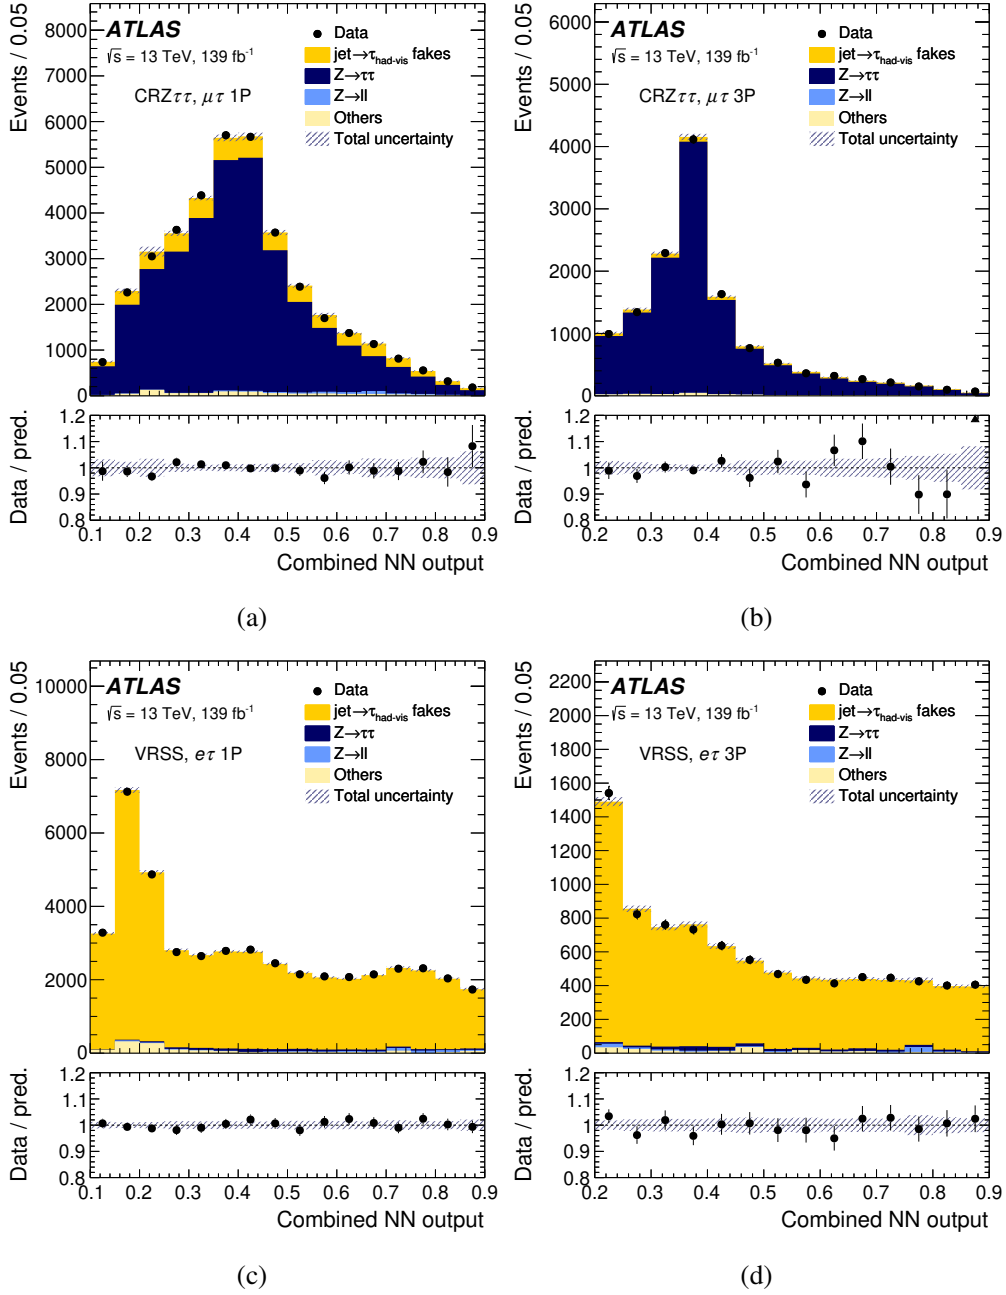 ATLAS
√s = 13 TeV, 139 fb⁻¹
CRZττ, μτ 1P
Data
jet→τhad-vis fakes
Z→ττ
Z→ll
Others
Total uncertainty
Events / 0.05
8000
7000
6000
5000
4000
3000
2000
1000
0
Data / pred.
1.2
1.1
1
0.9
0.8
0.1 0.2 0.3 0.4 0.5 0.6 0.7 0.8 0.9
Combined NN output
(a)
ATLAS
√s = 13 TeV, 139 fb⁻¹
CRZττ, μτ 3P
Data
jet→τhad-vis fakes
Z→ττ
Z→ll
Others
Total uncertainty
Events / 0.05
6000
5000
4000
3000
2000
1000
0
Data / pred.
1.2
1.1
1
0.9
0.8
0.2 0.3 0.4 0.5 0.6 0.7 0.8 0.9
Combined NN output
(b)
ATLAS
√s = 13 TeV, 139 fb⁻¹
VRSS, eτ 1P
Data
jet→τhad-vis fakes
Z→ττ
Z→ll
Others
Total uncertainty
Events / 0.05
10000
8000
6000
4000
2000
0
Data / pred.
1.2
1.1
1
0.9
0.8
0.1 0.2 0.3 0.4 0.5 0.6 0.7 0.8 0.9
Combined NN output
(c)
ATLAS
√s = 13 TeV, 139 fb⁻¹
VRSS, eτ 3P
Data
jet→τhad-vis fakes
Z→ττ
Z→ll
Others
Total uncertainty
Events / 0.05
2200
2000
1800
1600
1400
1200
1000
800
600
400
200
0
Data / pred.
1.2
1.1
1
0.9
0.8
0.2 0.3 0.4 0.5 0.6 0.7 0.8 0.9
Combined NN output
(d)